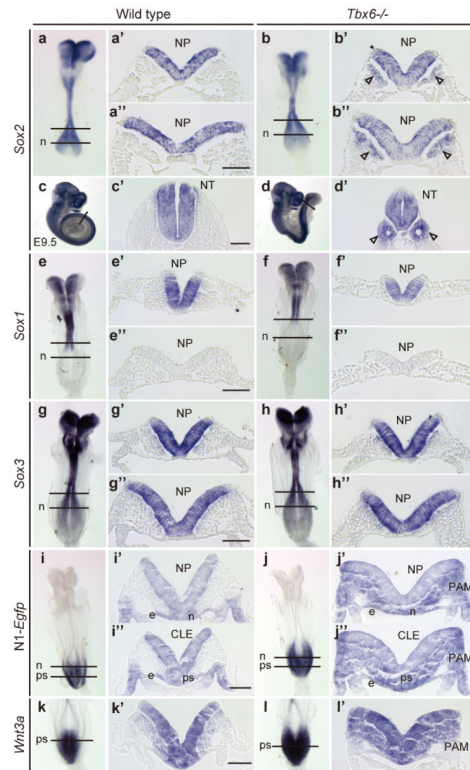 Wild type Tbx6-/-
a a' NP b b' NP
a'' NP b'' NP
Sox2
n n
c c' NT d d' NT
E9.5
e e' NP f f' NP
Sox1
e'' NP f'' NP
n n
g g' NP h h' NP
Sox3
g'' NP h'' NP
n n
i i' j j' NP
PAM
e n e n
N1-Egfp
i'' CLE j'' CLE
n n
ps ps PAM
e ps e ps
k k' l l'
Wnt3a
ps ps PAM